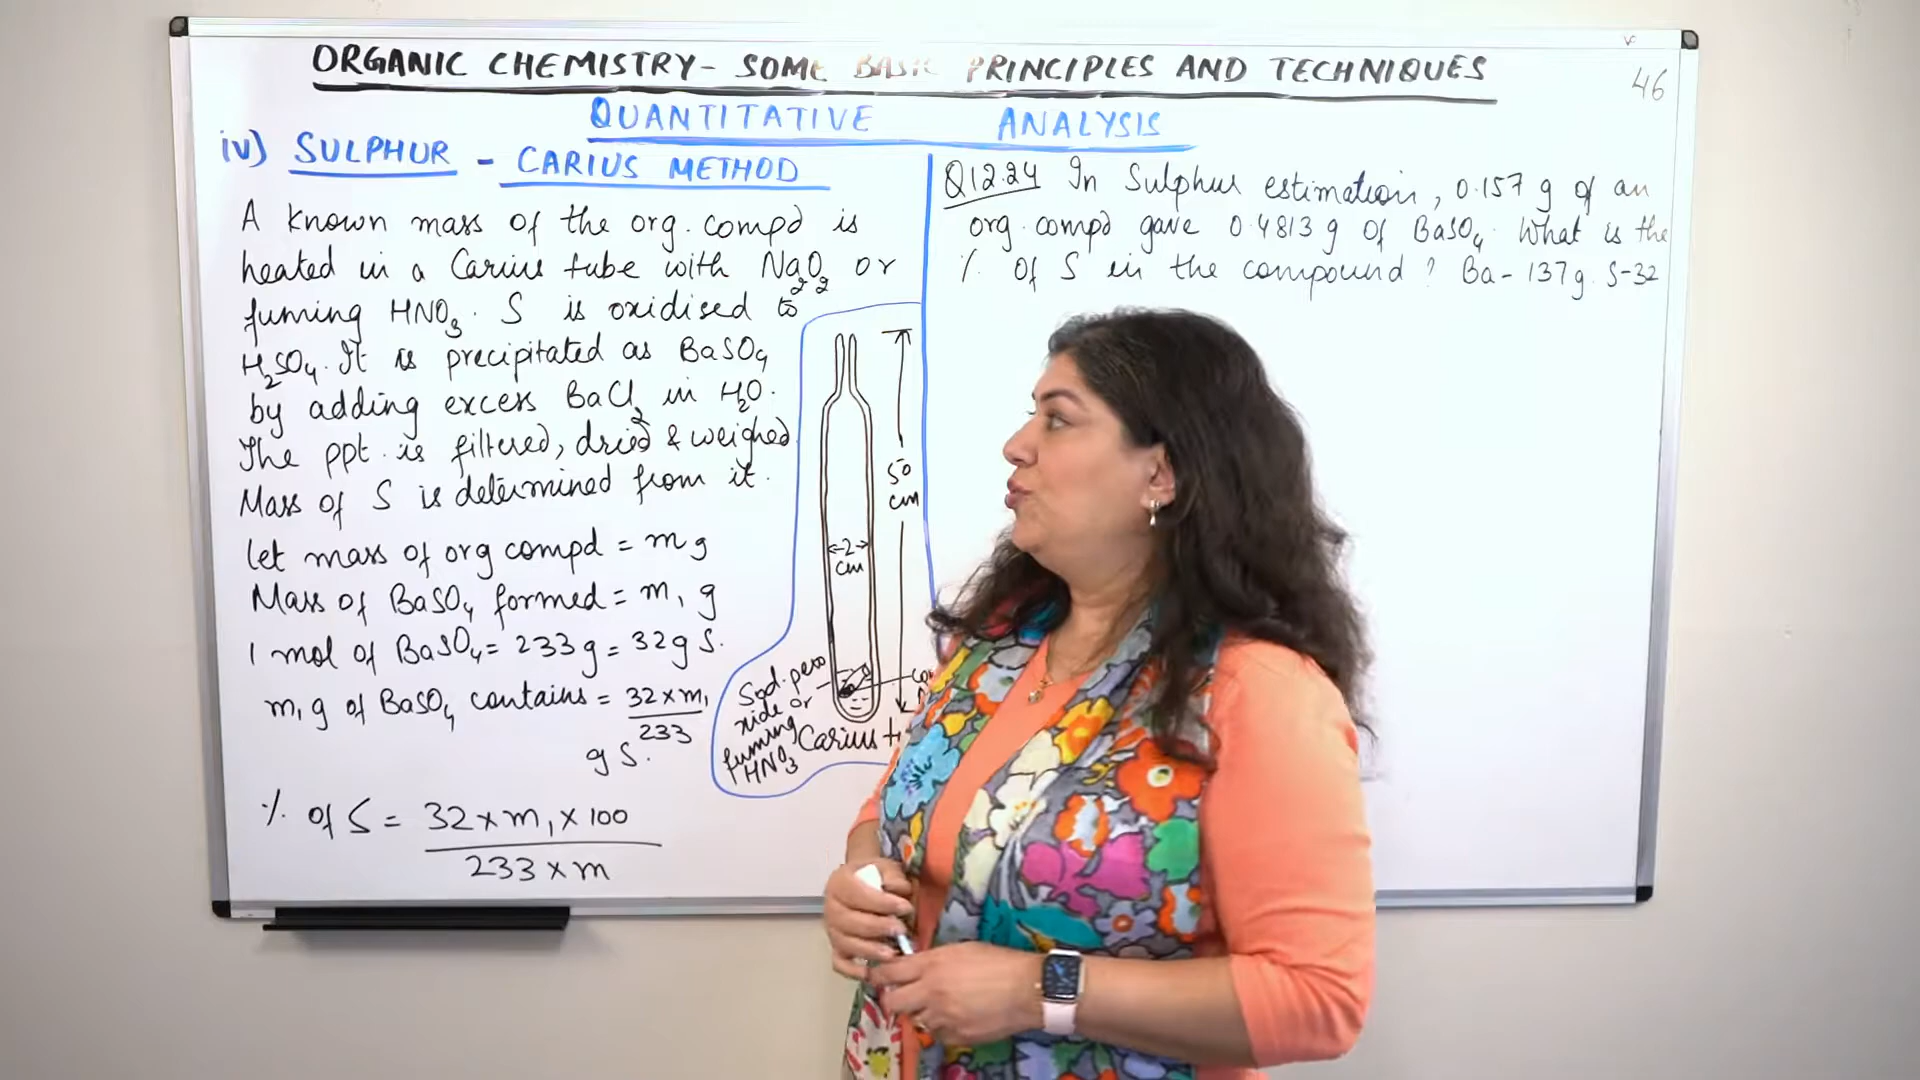 ORGANIC CHEMISTRY - SOME BASIC PRINCIPLES AND TECHNIQUES
46
QUANTITATIVE ANALYSIS
iv) SULPHUR - CARIUS METHOD
A known mass of the org. compd is
heated in a Carius tube with Na2O2 or
fuming HNO3. S is oxidised to
H2SO4. It is precipitated as BaSO4
by adding excess BaCl2 in H2O.
The ppt. is filtered, dried & weighed.
Mass of S is determined from it.
let mass of org compd = m g
Mass of BaSO4 formed = m1 g
1 mol of BaSO4 = 233 g = 32 g S.
m1 g of BaSO4 contains = 32 × m1
233
g S.
% of S = 32 × m1 × 100
233 × m
50
cm
2
cm
Sod. pero
xide or
fuming
HNO3
Carius
Q12.24 In Sulphur estimation, 0.157 g of an
org. compd gave 0.4813 g of BaSO4. What is the
% of S in the compound? Ba - 137g. S - 32